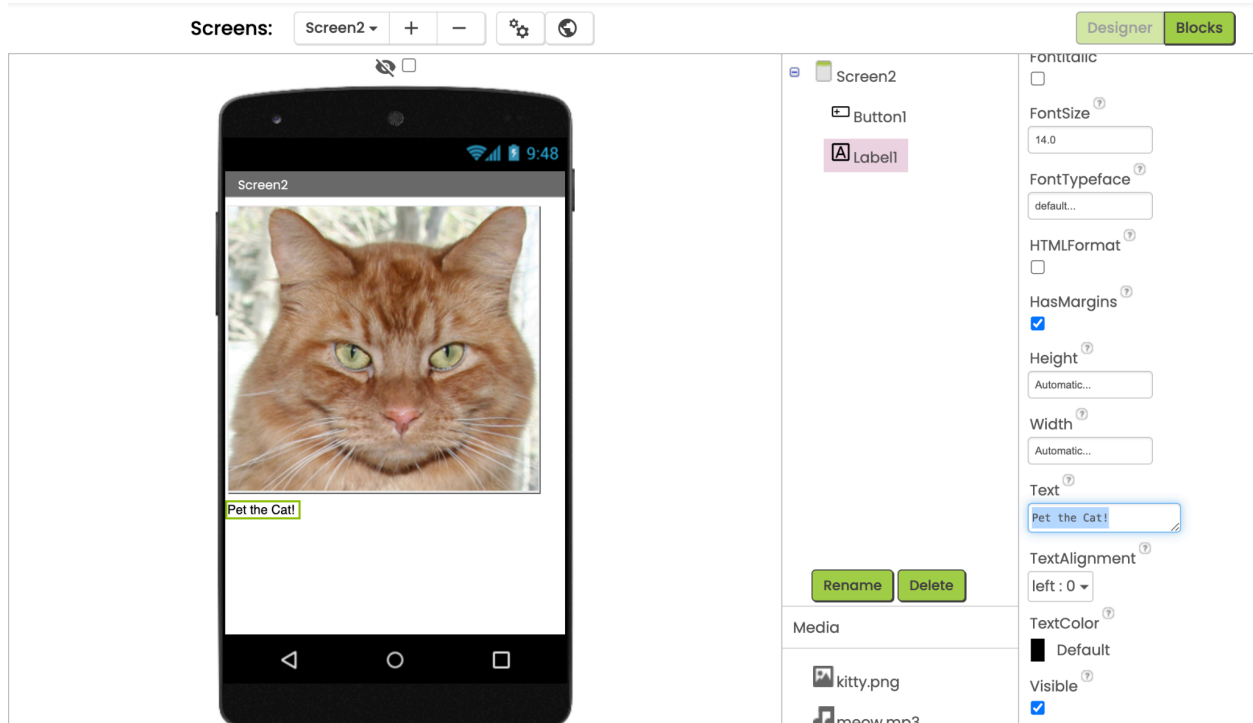 Screens:
Screen2
+
−
Designer
Blocks
9:48
Screen2
Pet the Cat!
Screen2
Button1
A Label1
Rename
Delete
Media
kitty.png
meow.mp3
FontItalic
FontSize ?
14.0
FontTypeface ?
default...
HTMLFormat ?
HasMargins ?
Height ?
Automatic...
Width ?
Automatic...
Text ?
Pet the Cat!
TextAlignment ?
left : 0
TextColor ?
Default
Visible ?